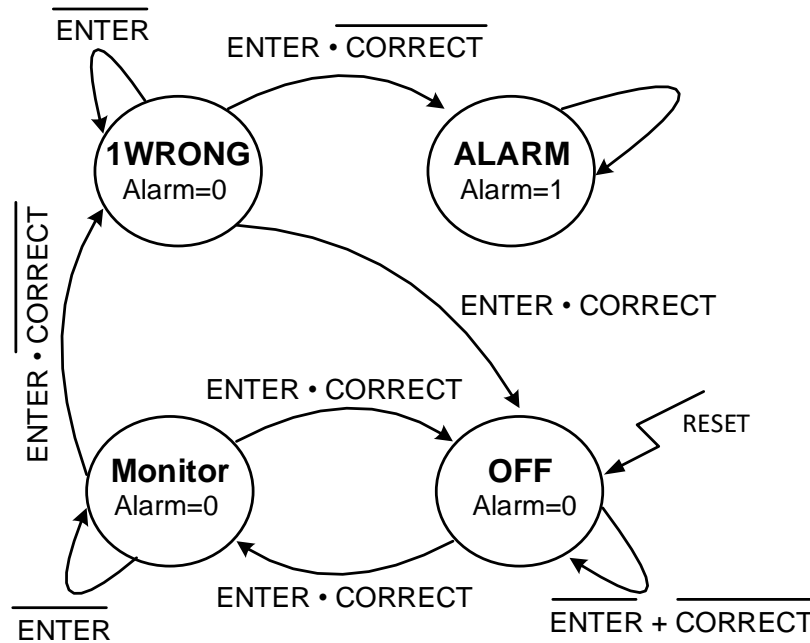 ENTER
ENTER • CORRECT
1WRONG
Alarm=0
ALARM
Alarm=1
ENTER • CORRECT
ENTER • CORRECT
ENTER • CORRECT
RESET
Monitor
Alarm=0
OFF
Alarm=0
ENTER • CORRECT
ENTER
ENTER + CORRECT